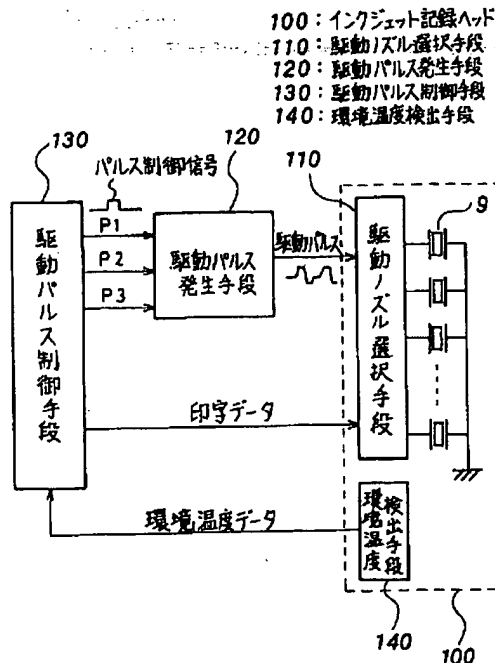 100：インクジェット記録ヘッド
110：駆動ノズル選択手段
120：駆動パルス発生手段
130：駆動パルス制御手段
140：環境温度検出手段
130
パルス制御信号
120
110
9
P1
P2
P3
駆動パルス制御手段
駆動パルス
発生手段
駆動パルス
駆動ノズル選択手段
印字データ
環境温度データ
環境温度
検出手段
140
100